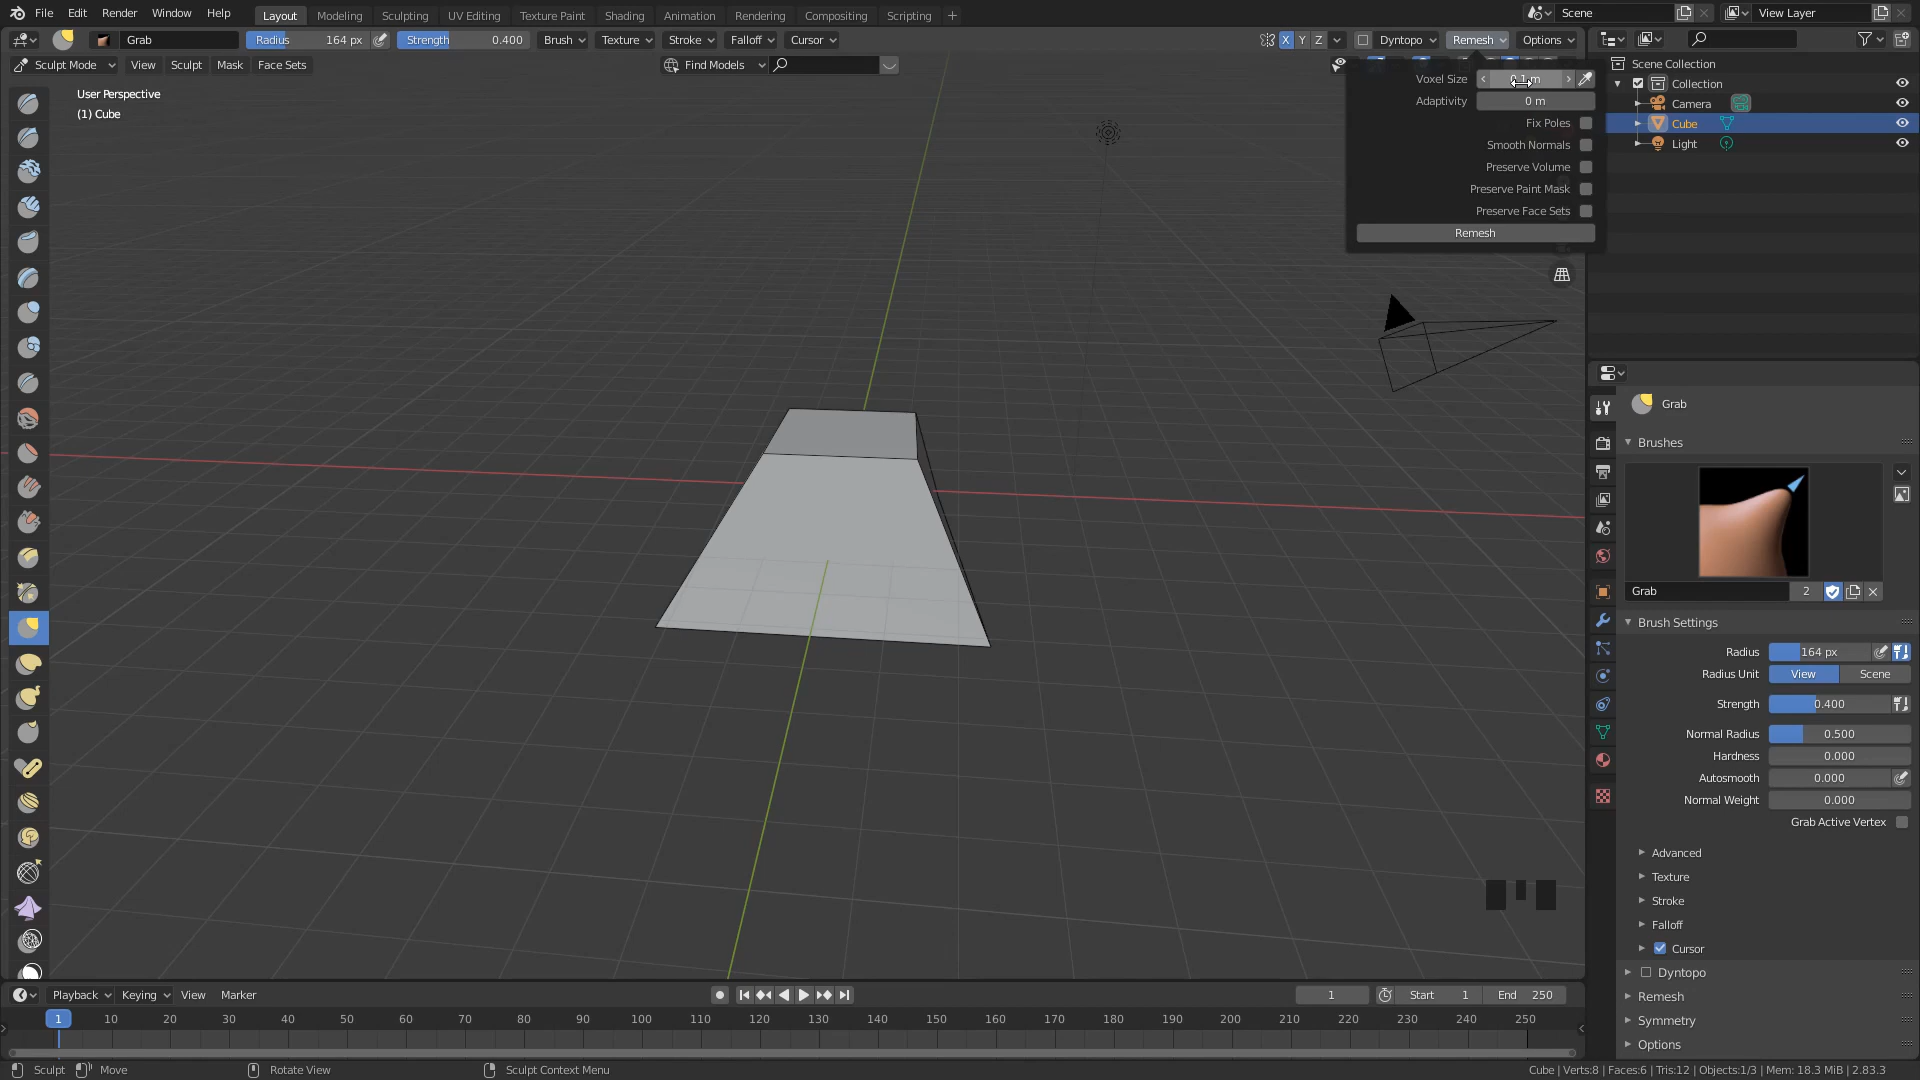 File Edit Render Window Help Layout Modeling Sculpting UV Editing Texture Paint Shading Animation Rendering Compositing Scripting + Scene View Layer
Grab Radius 164 px Strength 0.400 Brush Texture Stroke Falloff Cursor X Y Z Dyntopo Remesh Options
Sculpt Mode View Sculpt Mask Face Sets Find Models
User Perspective
(1) Cube
Voxel Size 0.1 m
Adaptivity 0 m
Fix Poles
Smooth Normals
Preserve Volume
Preserve Paint Mask
Preserve Face Sets
Remesh
Scene Collection
Collection
Camera
Cube
Light
Grab
Brushes
Grab 2
Brush Settings
Radius 164 px
Radius Unit View Scene
Strength 0.400
Normal Radius 0.500
Hardness 0.000
Autosmooth 0.000
Normal Weight 0.000
Grab Active Vertex
Advanced
Texture
Stroke
Falloff
Cursor
Dyntopo
Remesh
Symmetry
Options
Playback Keying View Marker 1 Start 1 End 250
1 10 20 30 40 50 60 70 80 90 100 110 120 130 140 150 160 170 180 190 200 210 220 230 240 250
Sculpt Move Rotate View Sculpt Context Menu Cube | Verts:8 | Faces:6 | Tris:12 | Objects:1/3 | Mem: 18.3 MiB | 2.83.3